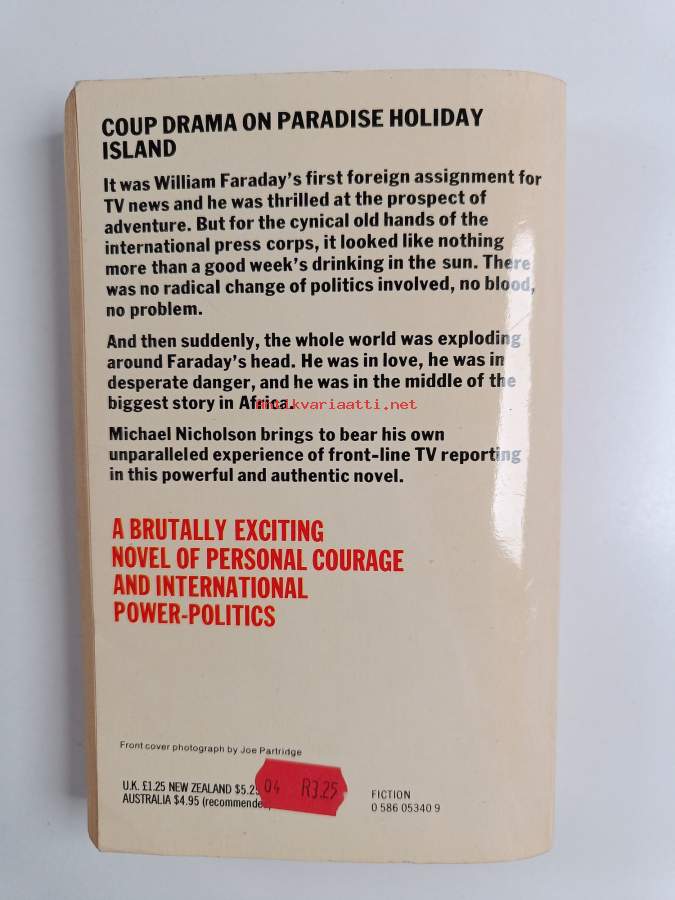 COUP DRAMA ON PARADISE HOLIDAY
ISLAND
It was William Faraday's first foreign assignment for
TV news and he was thrilled at the prospect of
adventure. But for the cynical old hands of the
international press corps, it looked like nothing
more than a good week's drinking in the sun. There
was no radical change of politics involved, no blood,
no problem.
And then suddenly, the whole world was exploding
around Faraday's head. He was in love, he was in
desperate danger, and he was in the middle of the
biggest story in Africa.
antikvariaatti.net
Michael Nicholson brings to bear his own
unparalleled experience of front-line TV reporting
in this powerful and authentic novel.
A BRUTALLY EXCITING
NOVEL OF PERSONAL COURAGE
AND INTERNATIONAL
POWER-POLITICS
Front cover photograph by Joe Partridge
U.K. £1.25 NEW ZEALAND $5.25
AUSTRALIA $4.95 (recommended)
04 R3.25
FICTION
0 586 05340 9